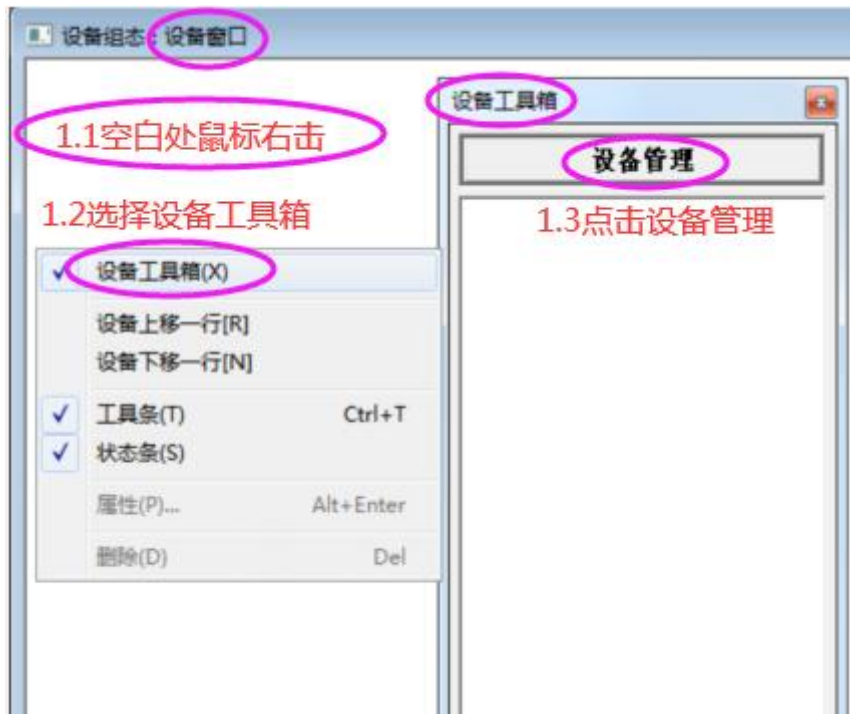 设备组态：设备窗口
设备工具箱
1.1空白处鼠标右击
设备管理
1.2选择设备工具箱
1.3点击设备管理
设备工具箱(X)
设备上移一行[R]
设备下移一行[N]
工具条(T) Ctrl+T
状态条(S)
属性(P)... Alt+Enter
删除(D) Del